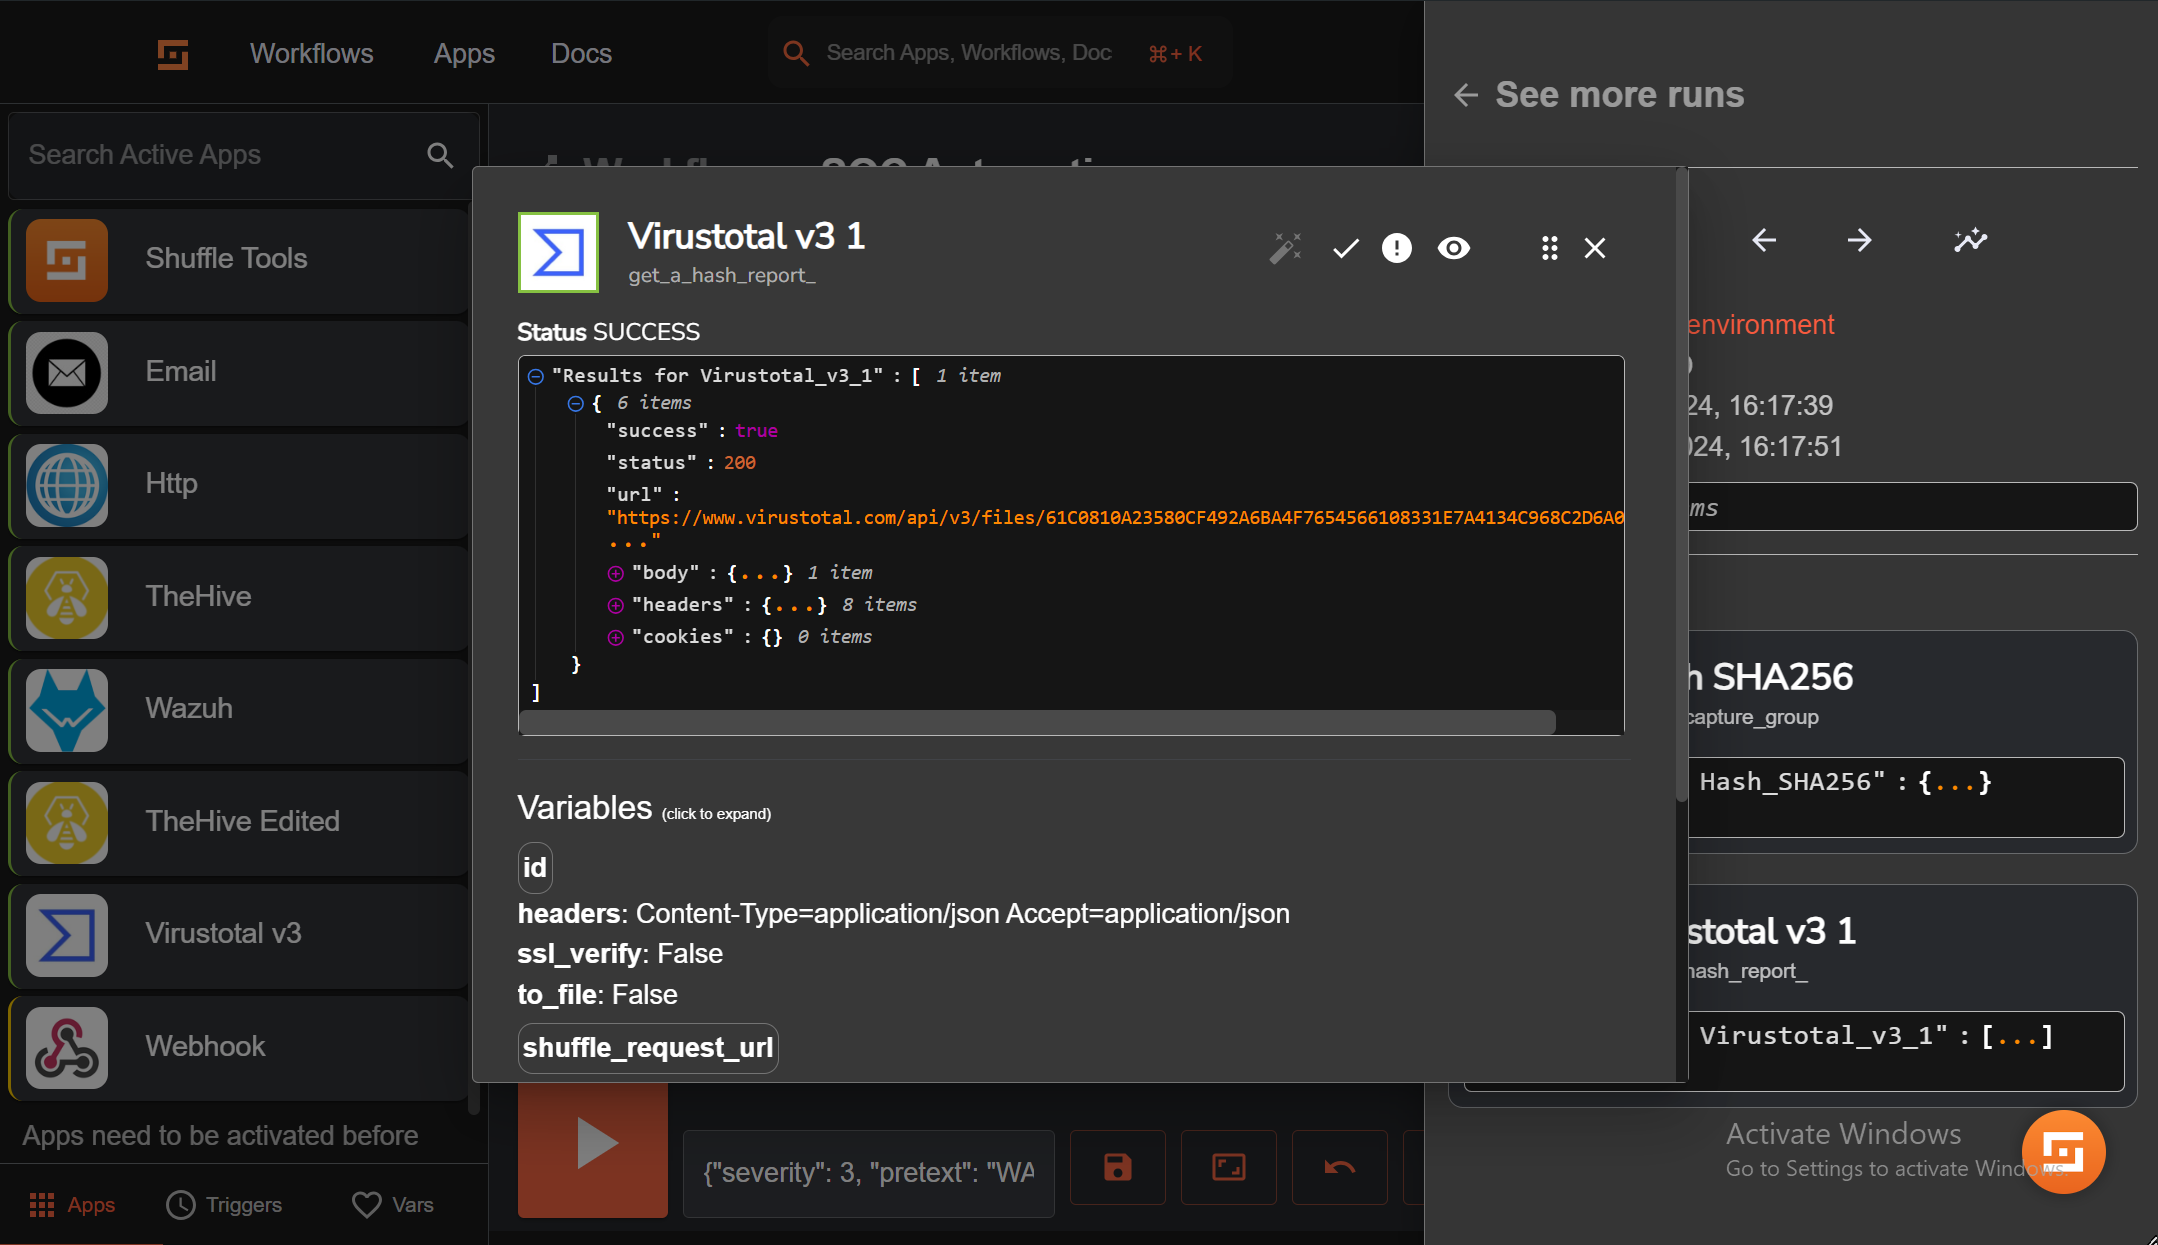 Workflows
Apps
Docs
Search Apps, Workflows, Doc
⌘+ K
See more runs
Search Active Apps
Shuffle Tools
Email
Http
TheHive
Wazuh
TheHive Edited
Virustotal v3
Webhook
Apps need to be activated before
Apps
Triggers
Vars
Virustotal v3 1
get_a_hash_report_
Status SUCCESS
"Results for Virustotal_v3_1" : [ 1 item
{ 6 items
"success" : true
"status" : 200
"url" :
"https://www.virustotal.com/api/v3/files/61C0810A23580CF492A6BA4F7654566108331E7A4134C968C2D6A0
..."
"body" : {...} 1 item
"headers" : {...} 8 items
"cookies" : {} 0 items
}
]
Variables (click to expand)
id
headers: Content-Type=application/json Accept=application/json
ssl_verify: False
to_file: False
shuffle_request_url
{"severity": 3, "pretext": "WA
environment
24, 16:17:39
024, 16:17:51
ms
h SHA256
capture_group
Hash_SHA256" : {...}
stotal v3 1
hash_report_
Virustotal_v3_1" : [...]
Activate Windows
Go to Settings to activate Windows.